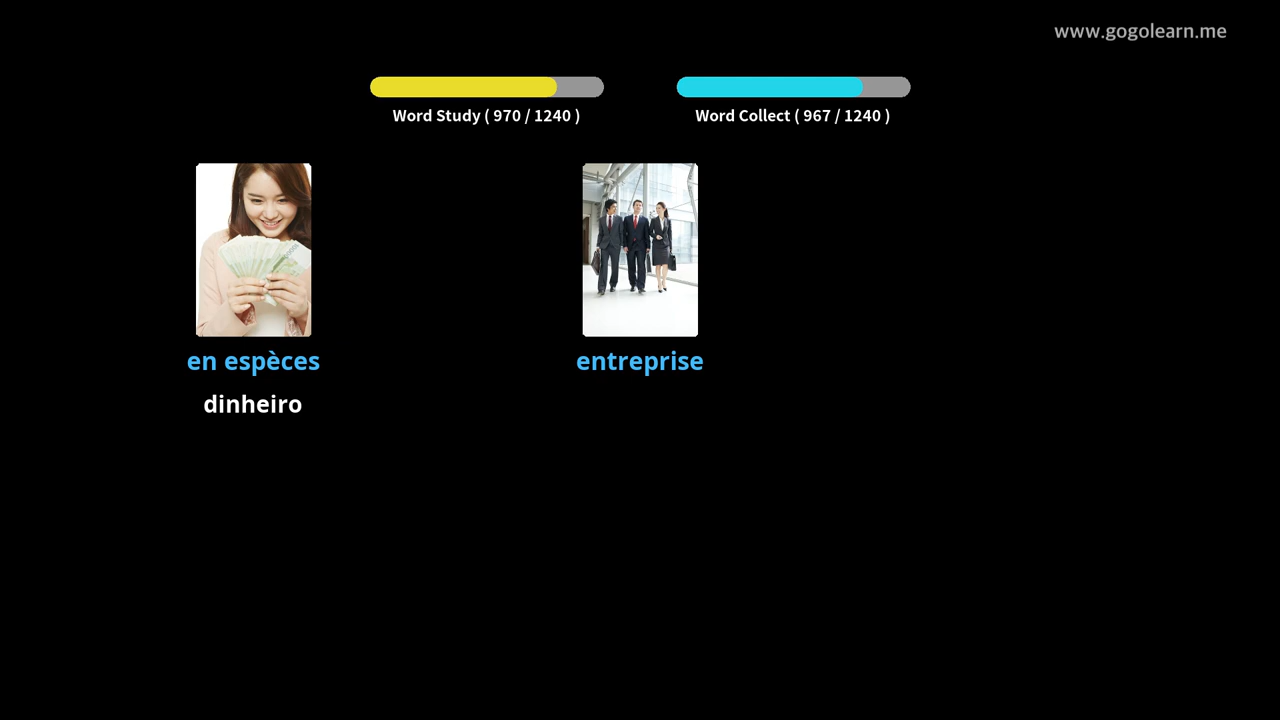 www.gogolearn.me
Word Study ( 970 / 1240 )
Word Collect ( 967 / 1240 )
en espèces
entreprise
dinheiro